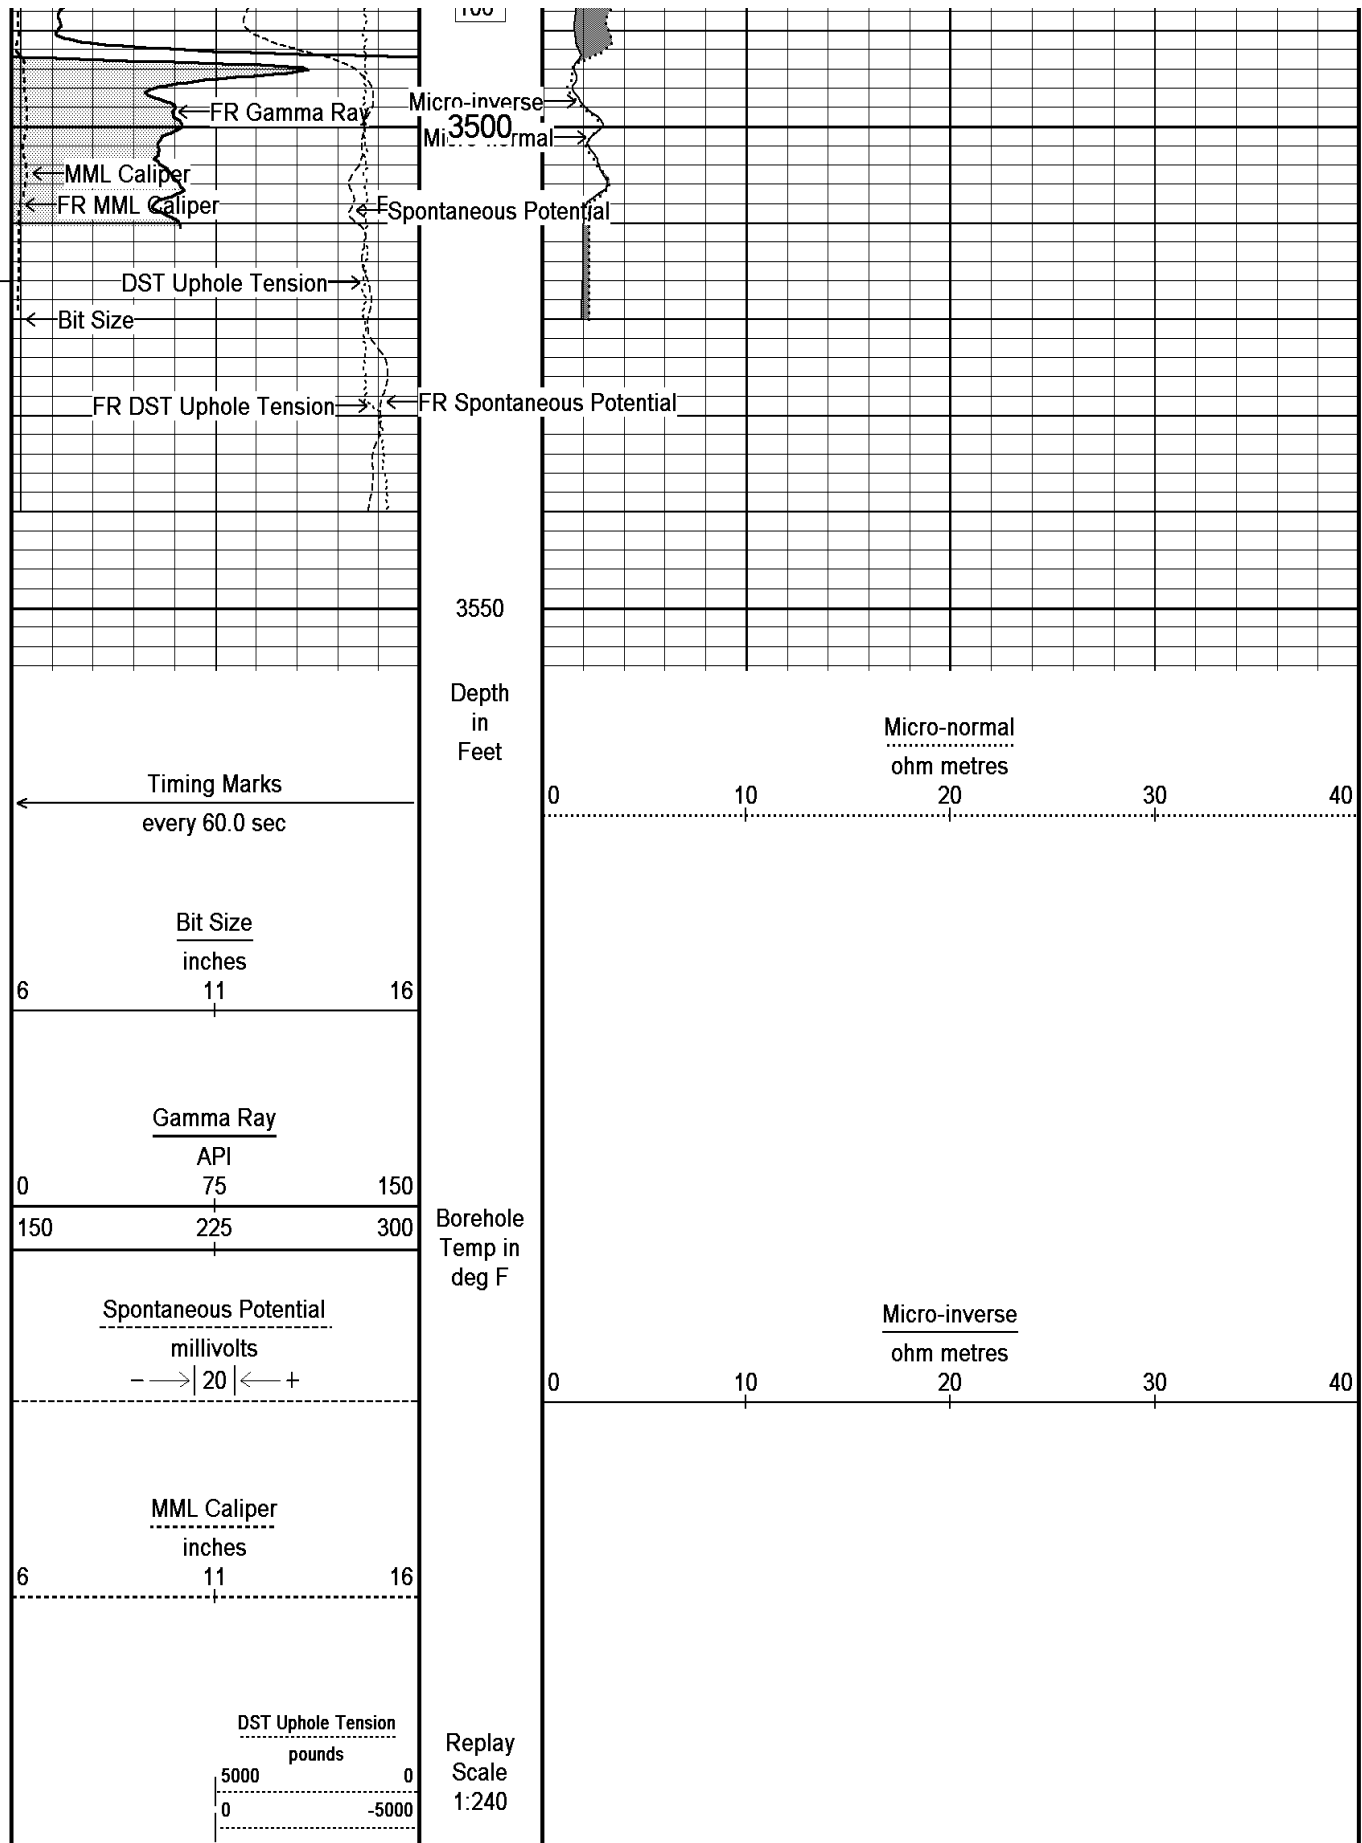 100
FR Gamma Ray
Micro-inverse
3500
MML Caliper
FR MML Caliper
Spontaneous Potential
DST Uphole Tension
Bit Size
FR DST Uphole Tension
FR Spontaneous Potential
3550
Depth
in
Feet
Micro-normal
ohm metres
0 10 20 30 40
Timing Marks
every 60.0 sec
Bit Size
inches
6 11 16
Gamma Ray
API
0 75 150
150 225 300
Borehole
Temp in
deg F
Spontaneous Potential
millivolts
− 20 +
Micro-inverse
ohm metres
0 10 20 30 40
MML Caliper
inches
6 11 16
DST Uphole Tension
pounds
5000 0
0 -5000
Replay
Scale
1:240